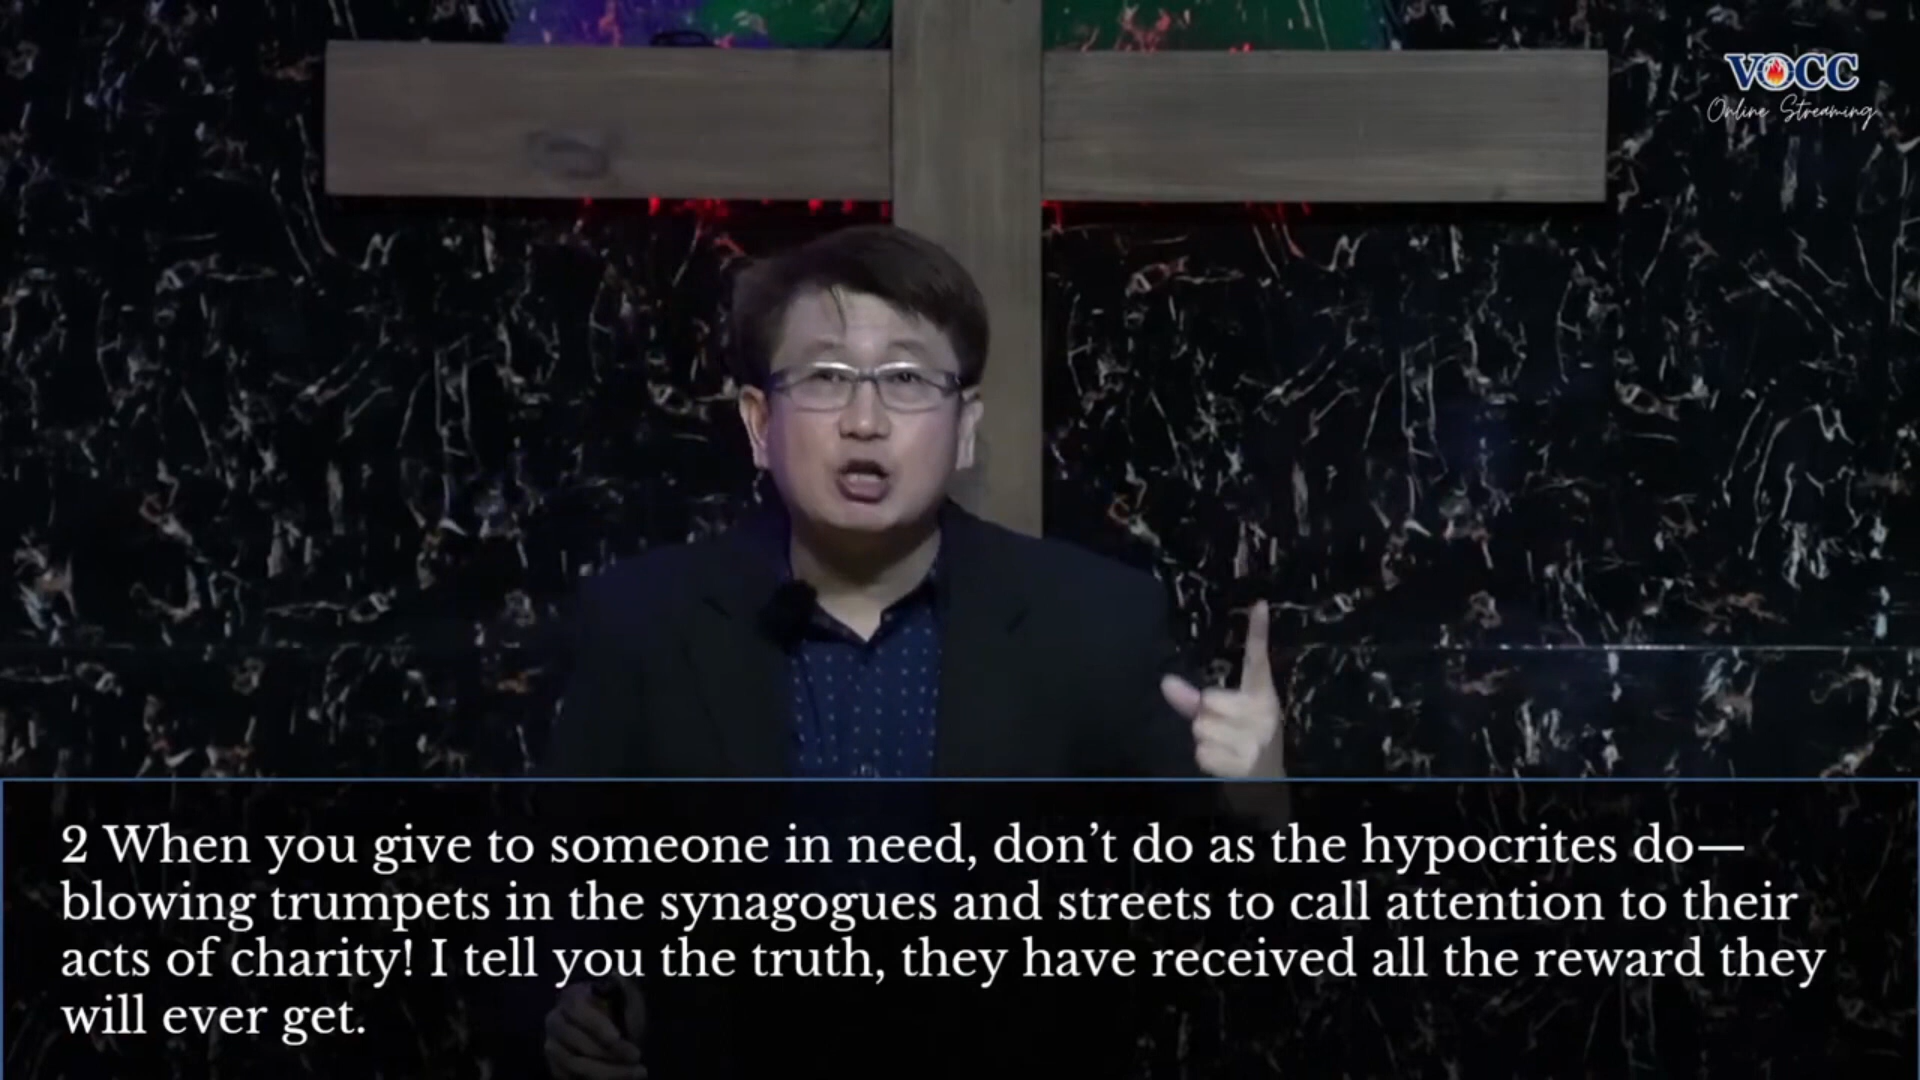 VOCC
Online Streaming
2 When you give to someone in need, don’t do as the hypocrites do—
blowing trumpets in the synagogues and streets to call attention to their
acts of charity! I tell you the truth, they have received all the reward they
will ever get.